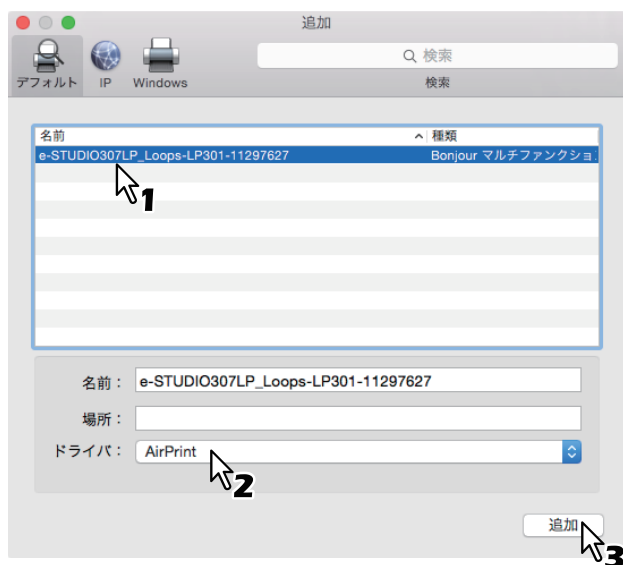 追加
検索
デフォルト IP Windows 検索
名前 種類
e-STUDIO307LP_Loops-LP301-11297627 Bonjour マルチファンクショ
1
名前： e-STUDIO307LP_Loops-LP301-11297627
場所：
ドライバ： AirPrint
2
追加
3